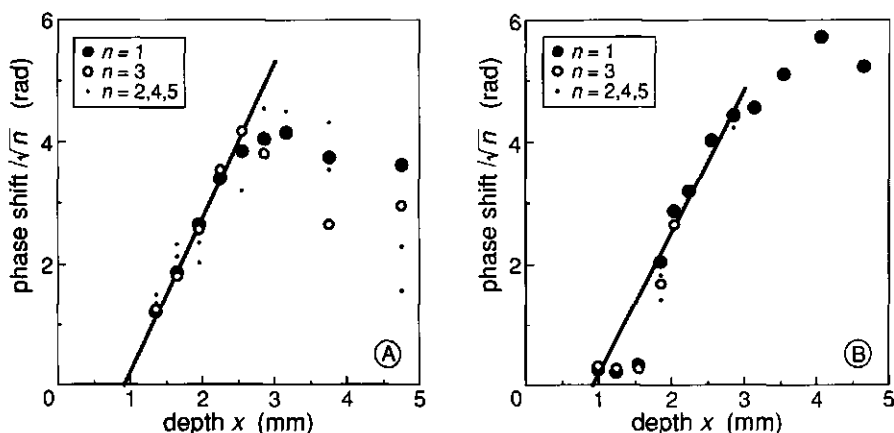 6
4
2
0
phase shift/√n (rad)
● n = 1
○ n = 3
· n = 2,4,5
A
0 1 2 3 4 5
depth x (mm)
6
4
2
0
phase shift/√n (rad)
● n = 1
○ n = 3
· n = 2,4,5
B
0 1 2 3 4 5
depth x (mm)